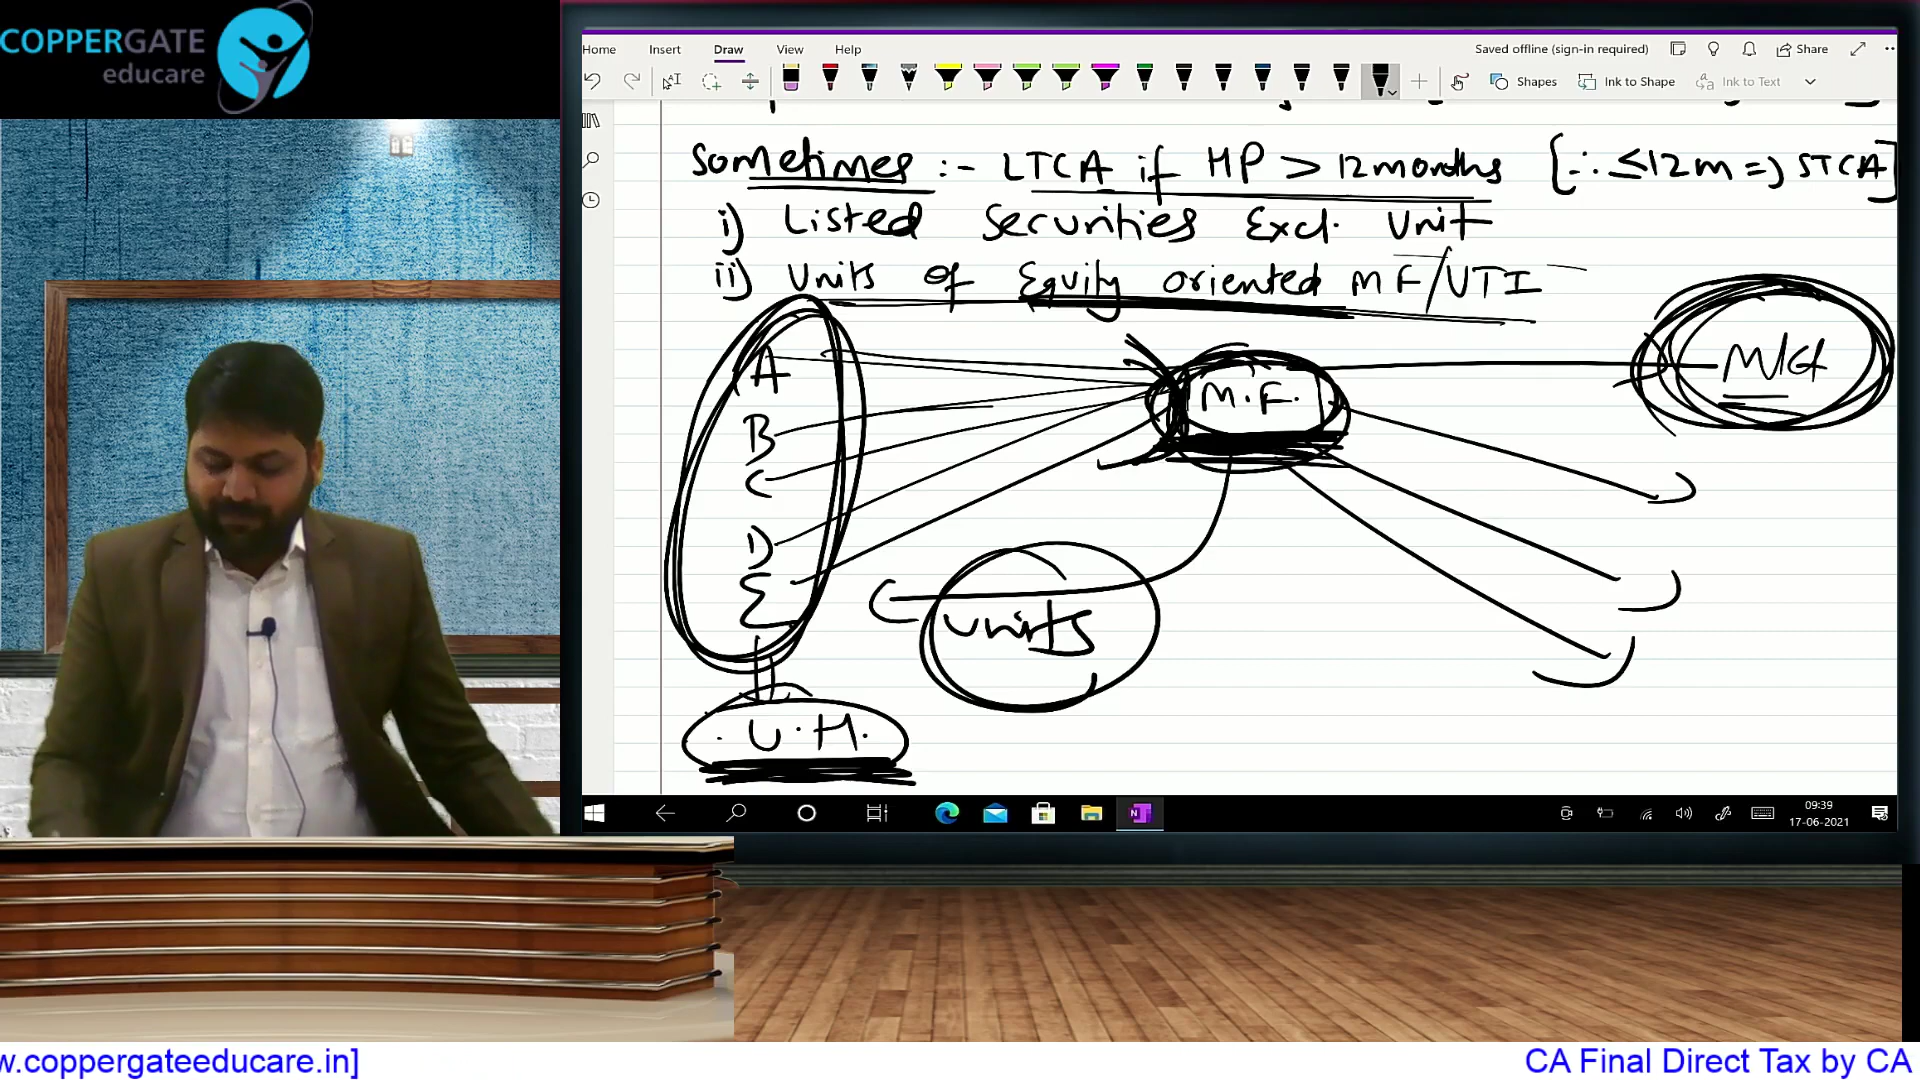 COPPERGATE
educare
Home Insert Draw View Help
Saved offline (sign-in required) Share
Shapes Ink to Shape Ink to Text
Sometimes :- LTCA if HP > 12 months [∴ ≤12m => STCA]
i) Listed Securities Excl. Unit
ii) Units of Equity oriented MF/UTI
A
B
C
D
E
M.F.
Mkt
units
U.H.
09:39
17-06-2021
w.coppergateeducare.in]
CA Final Direct Tax by CA